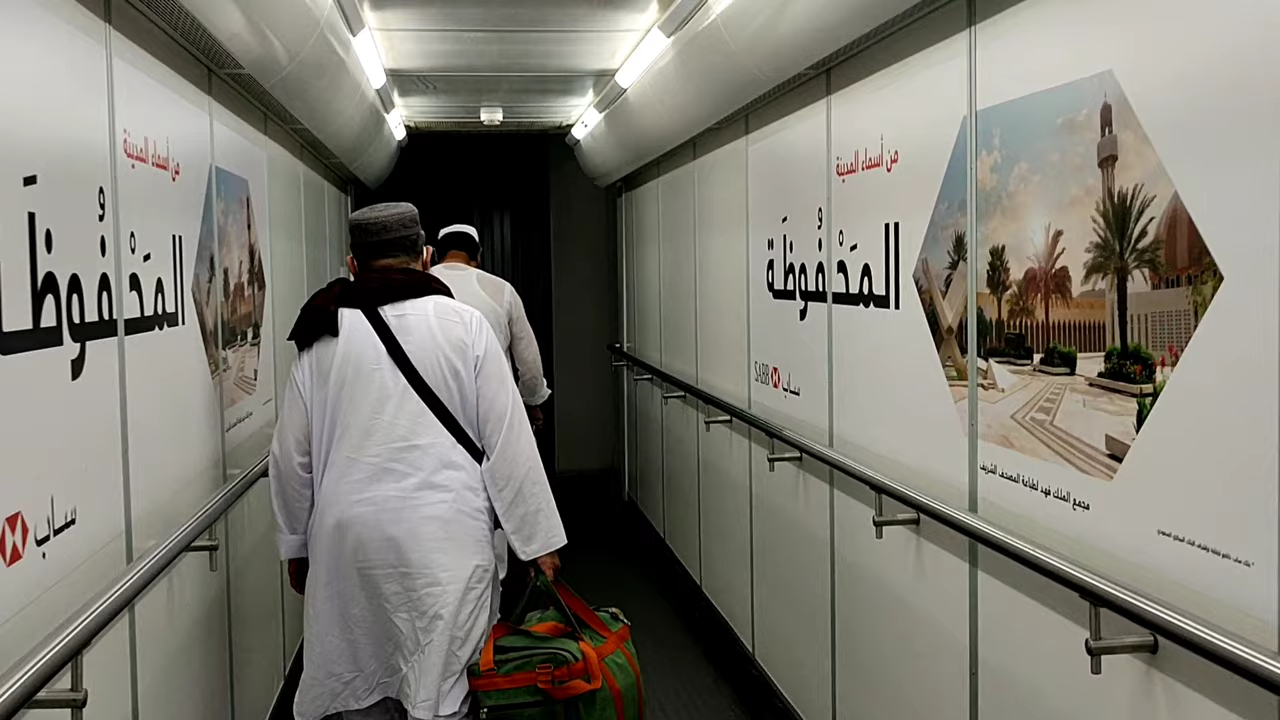 من أسماء المدينة
المَحْفُوظَة
ساب
من أسماء المدينة
المَحْفُوظَة
SABB ساب
مجمع الملك فهد لطباعة المصحف الشريف